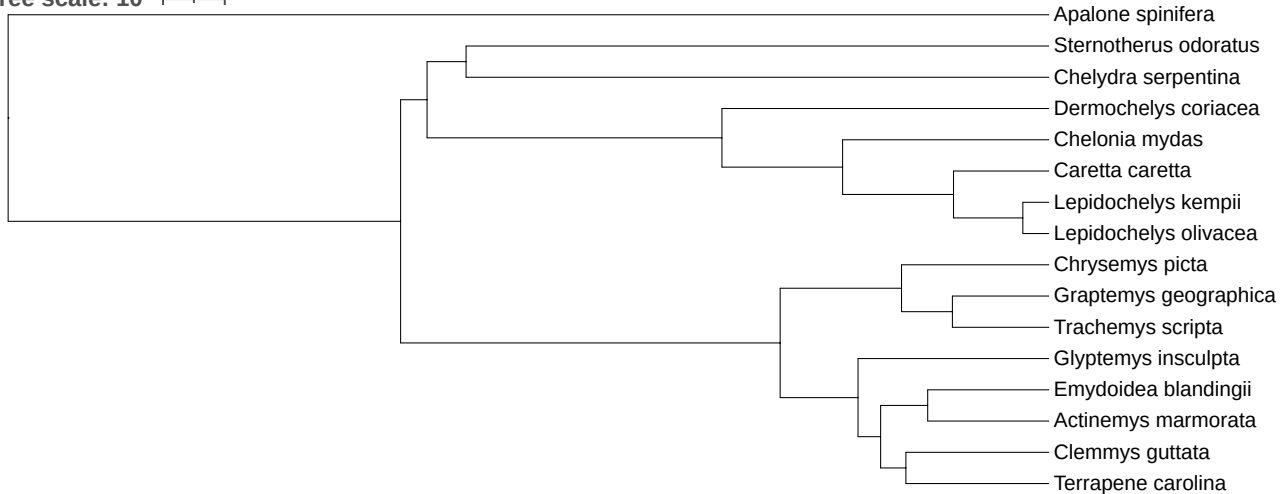 ree scale: 10
Apalone spinifera
Sternotherus odoratus
Chelydra serpentina
Dermochelys coriacea
Chelonia mydas
Caretta caretta
Lepidochelys kempii
Lepidochelys olivacea
Chrysemys picta
Graptemys geographica
Trachemys scripta
Glyptemys insculpta
Emydoidea blandingii
Actinemys marmorata
Clemmys guttata
Terrapene carolina